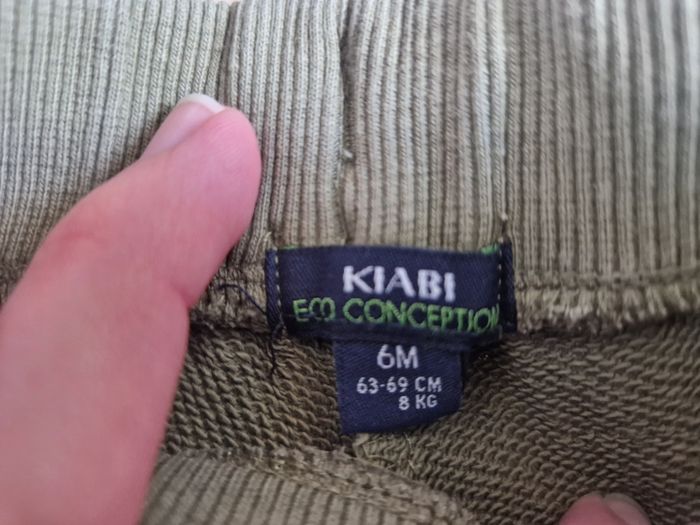 KIABI
ECO CONCEPTION
6M
63-69 CM
8 KG